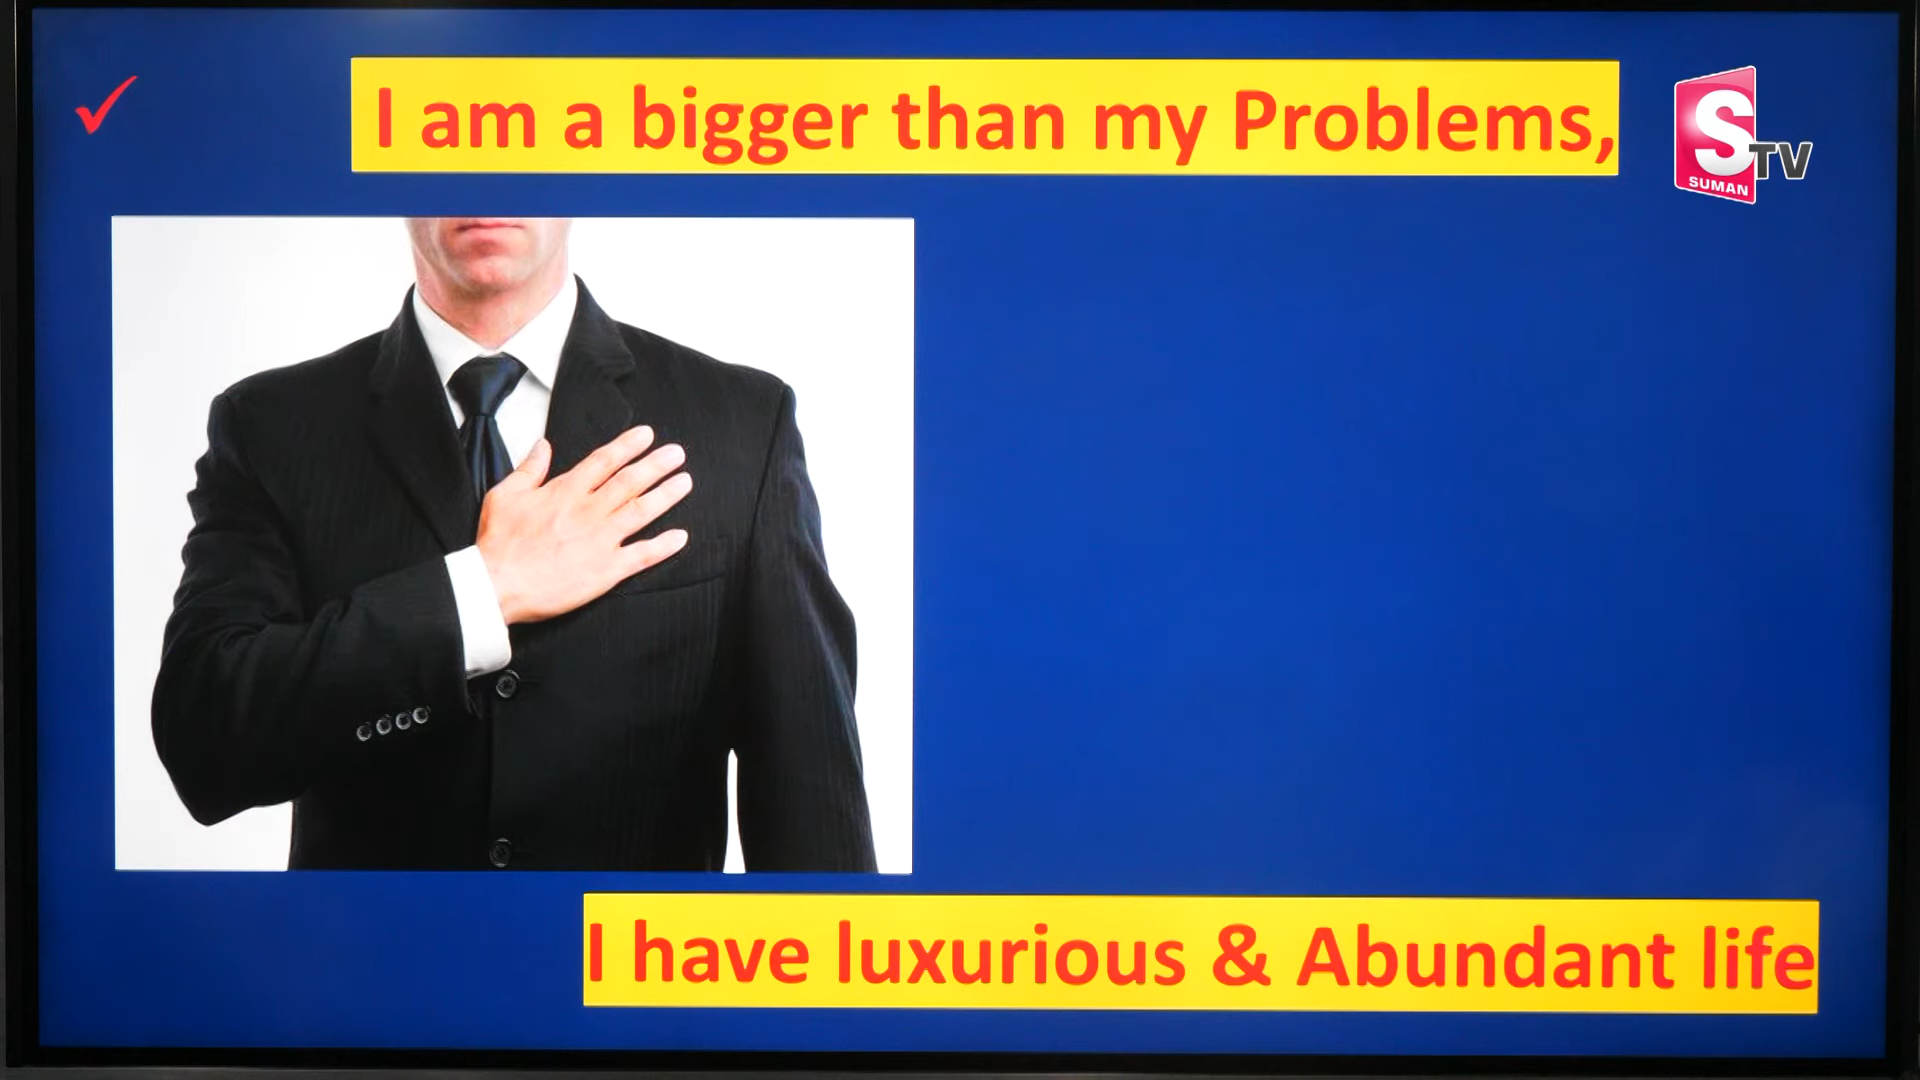 I am a bigger than my Problems,
S TV
SUMAN
I have luxurious & Abundant life